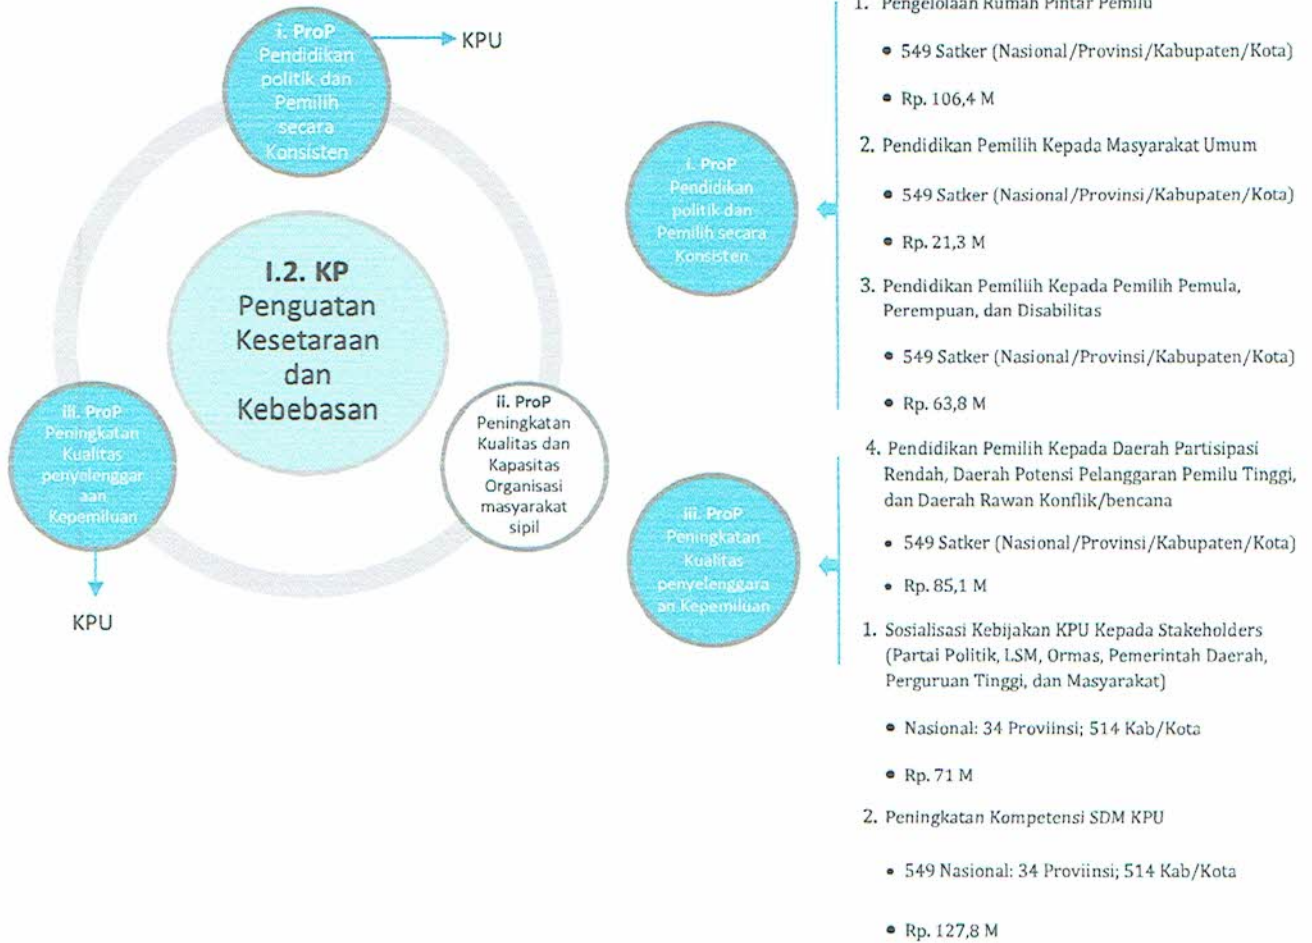 i. ProP
Pendidikan
politik dan
Pemilih
secara
Konsisten
KPU
I.2. KP
Penguatan
Kesetaraan
dan
Kebebasan
iii. ProP
Peningkatan
Kualitas
penyelenggar
aan
Kepemiluan
KPU
ii. ProP
Peningkatan
Kualitas dan
Kapasitas
Organisasi
masyarakat
sipil
i. ProP
Pendidikan
politik dan
Pemilih secara
Konsisten
iii. ProP
Peningkatan
Kualitas
penyelenggara
an Kepemiluan
1. Pengelolaan Rumah Pintar Pemilu
• 549 Satker (Nasional/Provinsi/Kabupaten/Kota)
• Rp. 106,4 M
2. Pendidikan Pemilih Kepada Masyarakat Umum
• 549 Satker (Nasional/Provinsi/Kabupaten/Kota)
• Rp. 21,3 M
3. Pendidikan Pemiliih Kepada Pemilih Pemula,
Perempuan, dan Disabilitas
• 549 Satker (Nasional/Provinsi/Kabupaten/Kota)
• Rp. 63,8 M
4. Pendidikan Pemilih Kepada Daerah Partisipasi
Rendah, Daerah Potensi Pelanggaran Pemilu Tinggi,
dan Daerah Rawan Konflik/bencana
• 549 Satker (Nasional/Provinsi/Kabupaten/Kota)
• Rp. 85,1 M
1. Sosialisasi Kebijakan KPU Kepada Stakeholders
(Partai Politik, LSM, Ormas, Pemerintah Daerah,
Perguruan Tinggi, dan Masyarakat)
• Nasional: 34 Proviinsi; 514 Kab/Kota
• Rp. 71 M
2. Peningkatan Kompetensi SDM KPU
• 549 Nasional: 34 Proviinsi; 514 Kab/Kota
• Rp. 127,8 M